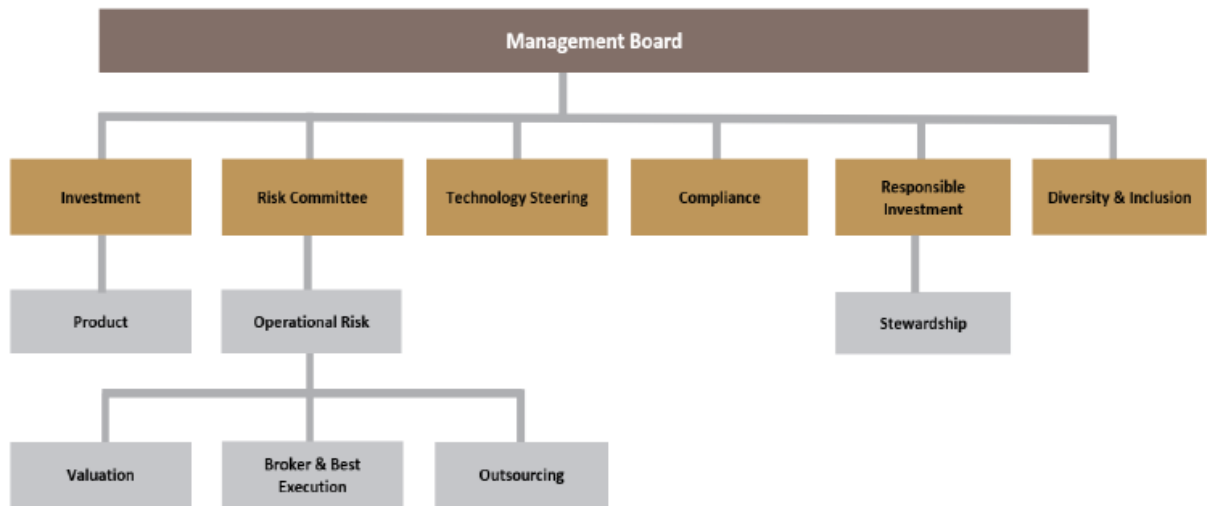 Management Board
Investment
Risk Committee
Technology Steering
Compliance
Responsible
Investment
Diversity & Inclusion
Product
Operational Risk
Stewardship
Valuation
Broker & Best
Execution
Outsourcing